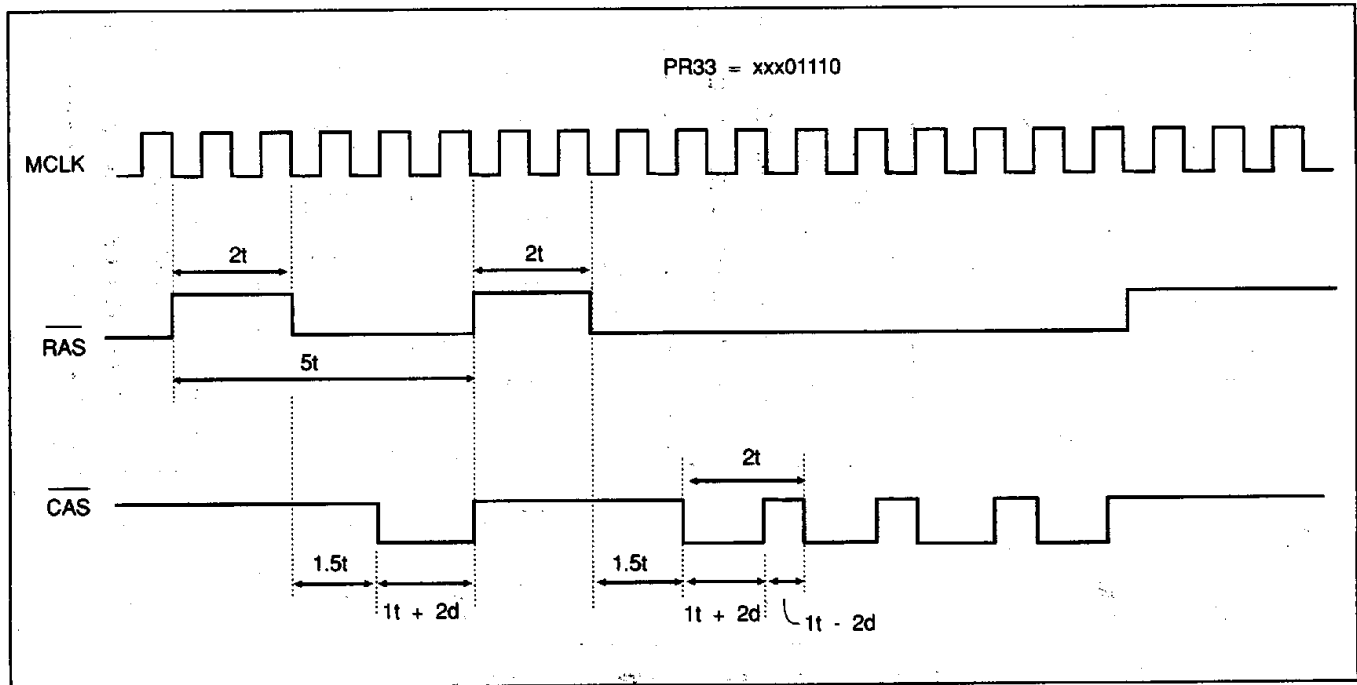 PR33 = xxx01110
MCLK
2t
2t
RAS
5t
2t
CAS
1.5t
1t + 2d
1.5t
1t + 2d
1t - 2d